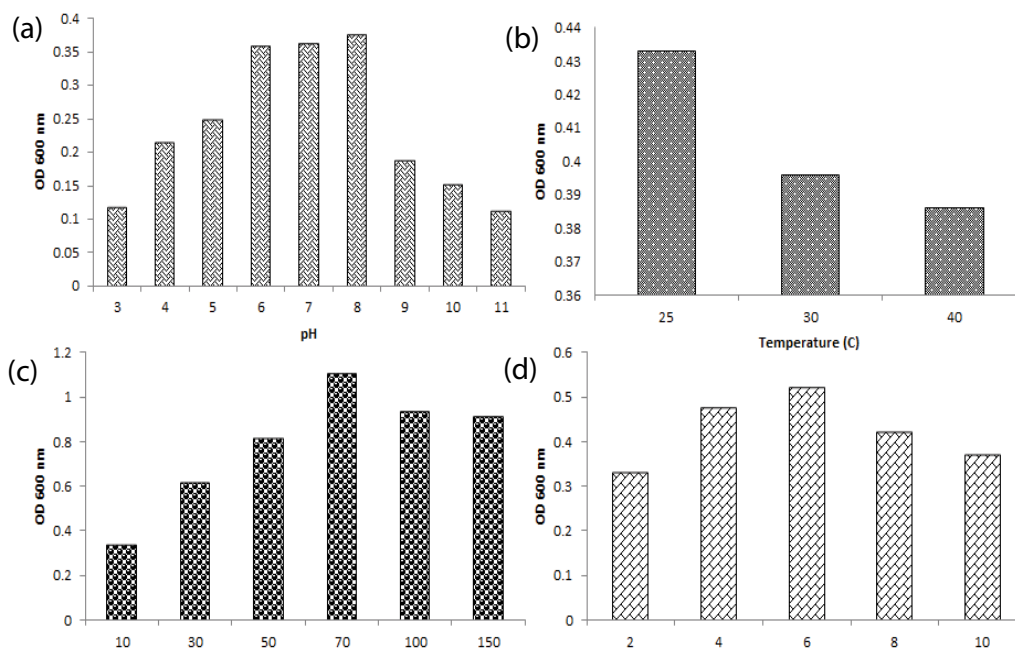 (a)
OD 600 nm
0.4
0.35
0.3
0.25
0.2
0.15
0.1
0.05
0
3 4 5 6 7 8 9 10 11
pH
(b)
OD 600 nm
0.44
0.43
0.42
0.41
0.4
0.39
0.38
0.37
0.36
25 30 40
Temperature (C)
(c)
OD 600 nm
1.2
1
0.8
0.6
0.4
0.2
0
10 30 50 70 100 150
(d)
OD 600 nm
0.6
0.5
0.4
0.3
0.2
0.1
0
2 4 6 8 10